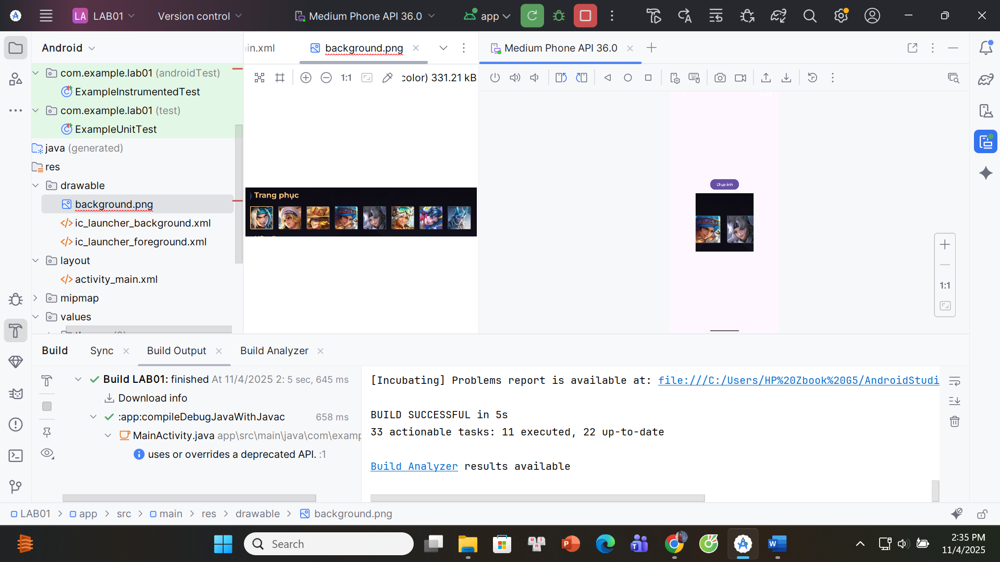 LA LAB01
Version control
Medium Phone API 36.0
app
Android
com.example.lab01 (androidTest)
ExampleInstrumentedTest
com.example.lab01 (test)
ExampleUnitTest
java (generated)
res
drawable
background.png
ic_launcher_background.xml
ic_launcher_foreground.xml
layout
activity_main.xml
mipmap
values
in.xml
background.png
1:1
color) 331.21 kB
Trang phục
Medium Phone API 36.0
Chụp ảnh
1:1
Build
Sync
Build Output
Build Analyzer
Build LAB01: finished At 11/4/2025 2: 5 sec, 645 ms
Download info
:app:compileDebugJavaWithJavac 658 ms
MainActivity.java app\src\main\java\com\examp
uses or overrides a deprecated API. :1
[Incubating] Problems report is available at: file:///C:/Users/HP%20Zbook%20G5/AndroidStudi
BUILD SUCCESSFUL in 5s
33 actionable tasks: 11 executed, 22 up-to-date
Build Analyzer results available
LAB01 > app > src > main > res > drawable > background.png
Search
2:35 PM
11/4/2025